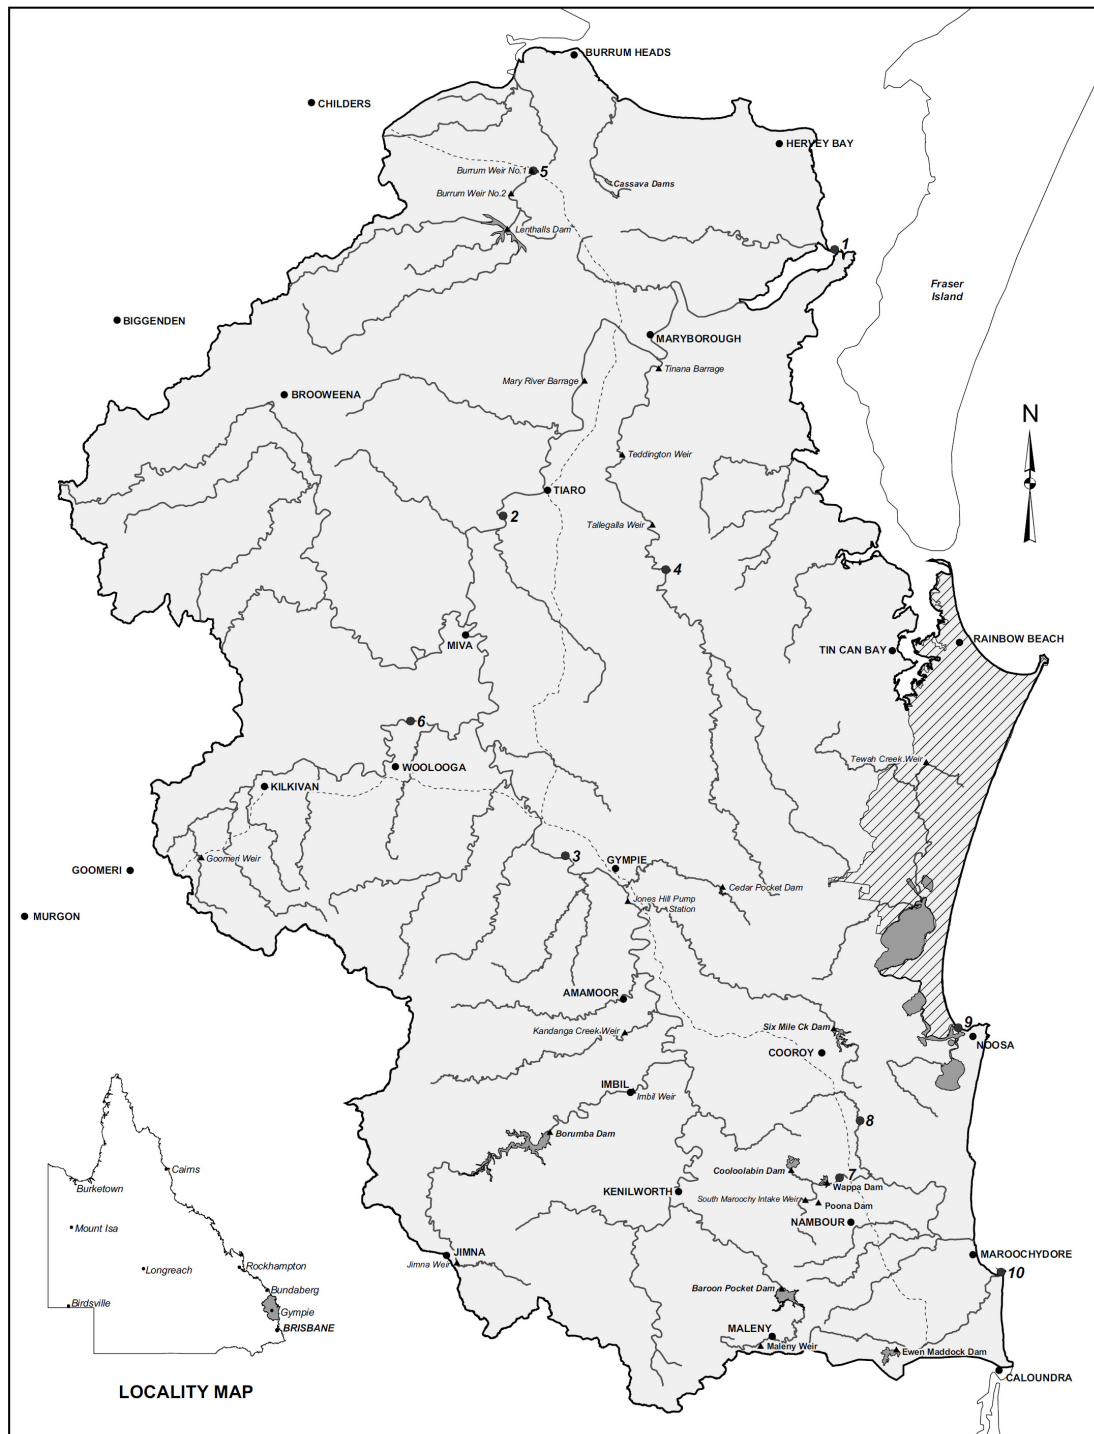 BURRUM HEADS
CHILDERS
HERVEY BAY
Burrum Weir No.1
5
Cassava Dams
Burrum Weir No.2
Lenthalls Dam
1
Fraser
Island
BIGGENDEN
MARYBOROUGH
Tinana Barrage
Mary River Barrage
BROOWEENA
N
Teddington Weir
TIARO
2
Tallegalla Weir
4
RAINBOW BEACH
MIVA
TIN CAN BAY
6
Tewah Creek Weir
WOOLOOGA
KILKIVAN
3
Goomeri Weir
GYMPIE
GOOMERI
Cedar Pocket Dam
Jones Hill Pump
Station
MURGON
AMAMOOR
9
Kandanga Creek Weir
Six Mile Ck Dam
NOOSA
COOROY
IMBIL
Imbil Weir
8
Borumba Dam
Cooloolabin Dam
7
Wappa Dam
KENILWORTH
South Maroochy Intake Weir
Poona Dam
NAMBOUR
JIMNA
Jimna Weir
MAROOCHYDORE
10
Baroon Pocket Dam
MALENY
Maleny Weir
Ewen Maddock Dam
CALOUNDRA
Cairns
Burketown
Mount Isa
Longreach
Rockhampton
Bundaberg
Birdsville
Gympie
BRISBANE
LOCALITY MAP